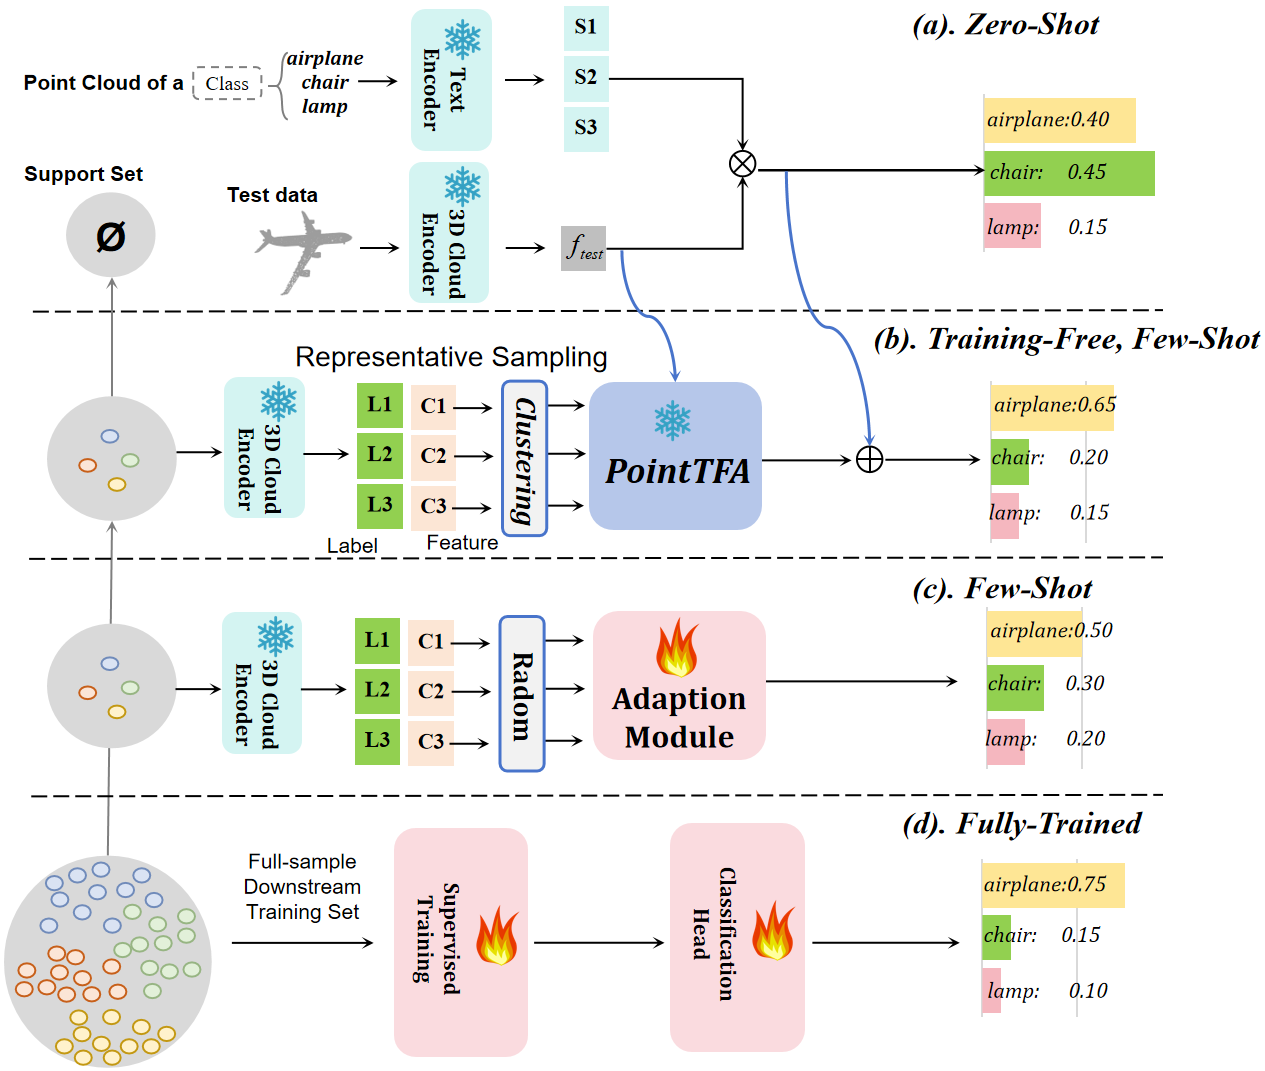 (a). Zero-Shot
Point Cloud of a
Class
airplane
chair
lamp
Text
Encoder
S1
S2
S3
airplane:0.40
chair: 0.45
lamp: 0.15
Support Set
Ø
Test data
3D Cloud
Encoder
f_test
(b). Training-Free, Few-Shot
Representative Sampling
3D Cloud
Encoder
L1
L2
L3
C1
C2
C3
Label
Feature
Clustering
PointTFA
airplane:0.65
chair: 0.20
lamp: 0.15
(c). Few-Shot
3D Cloud
Encoder
L1
L2
L3
C1
C2
C3
Radom
Adaption
Module
airplane:0.50
chair: 0.30
lamp: 0.20
(d). Fully-Trained
Full-sample
Downstream
Training Set
Supervised
Training
Classification
Head
airplane:0.75
chair: 0.15
lamp: 0.10